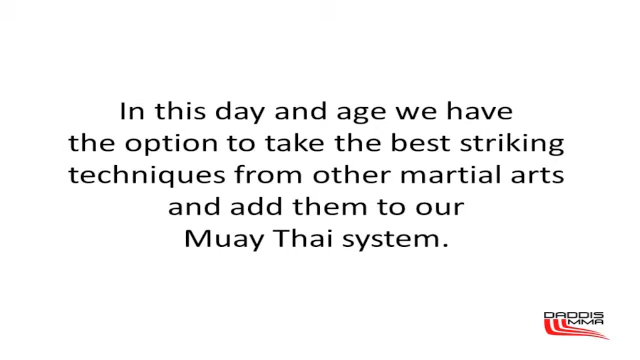 In this day and age we have
the option to take the best striking
techniques from other martial arts
and add them to our
Muay Thai system.
DADDIS
MMA